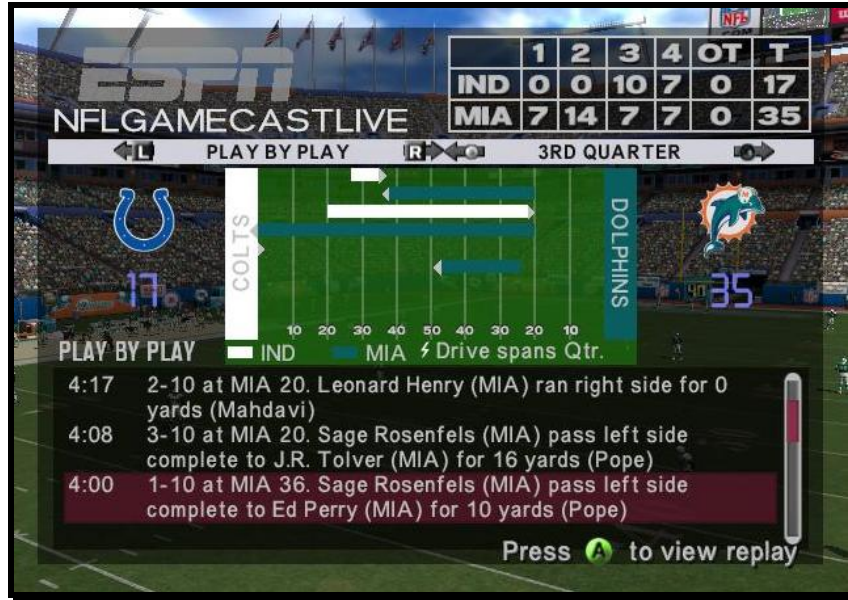 NFL
ESPN
NFLGAMECASTLIVE
1 2 3 4 OT T
IND 0 0 10 7 0 17
MIA 7 14 7 7 0 35
L PLAY BY PLAY R 3RD QUARTER
COLTS
DOLPHINS
17
35
10 20 30 40 50 40 30 20 10
PLAY BY PLAY IND MIA Drive spans Qtr.
4:17 2-10 at MIA 20. Leonard Henry (MIA) ran right side for 0
yards (Mahdavi)
4:08 3-10 at MIA 20. Sage Rosenfels (MIA) pass left side
complete to J.R. Tolver (MIA) for 16 yards (Pope)
4:00 1-10 at MIA 36. Sage Rosenfels (MIA) pass left side
complete to Ed Perry (MIA) for 10 yards (Pope)
Press A to view replay